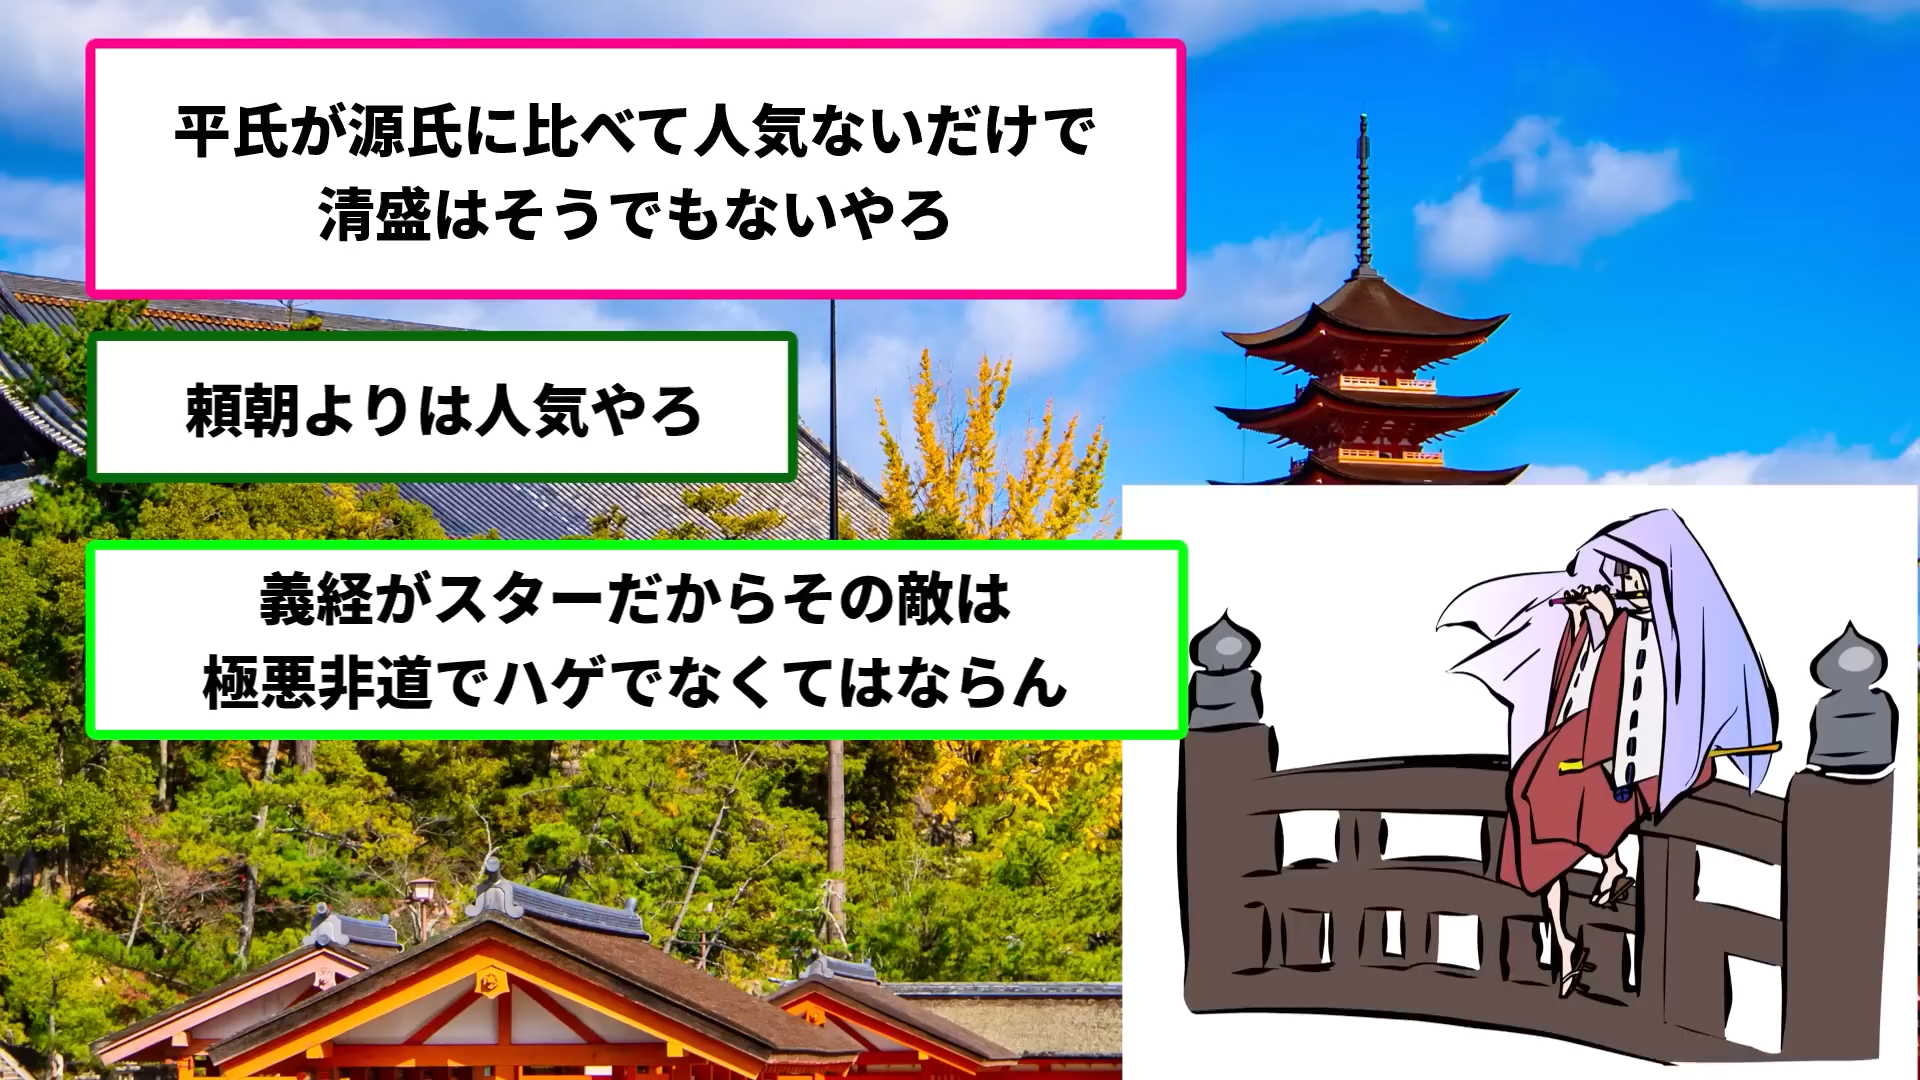 平氏が源氏に比べて人気ないだけで
清盛はそうでもないやろ
頼朝よりは人気やろ
義経がスターだからその敵は
極悪非道でハゲでなくてはならん